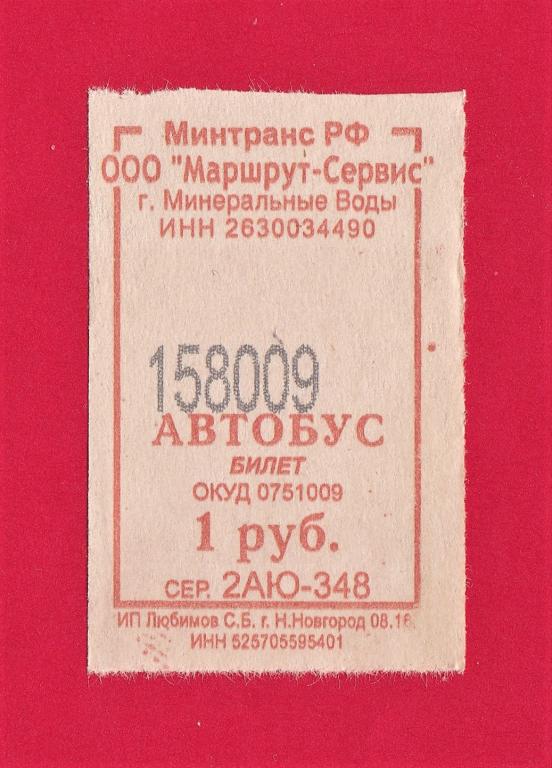 Минтранс РФ
ООО "Маршрут-Сервис"
г. Минеральные Воды
ИНН 2630034490
158009
АВТОБУС
БИЛЕТ
ОКУД 0751009
1 руб.
СЕР. 2АЮ-348
ИП Любимов С.Б. г. Н.Новгород 08.16
ИНН 525705595401